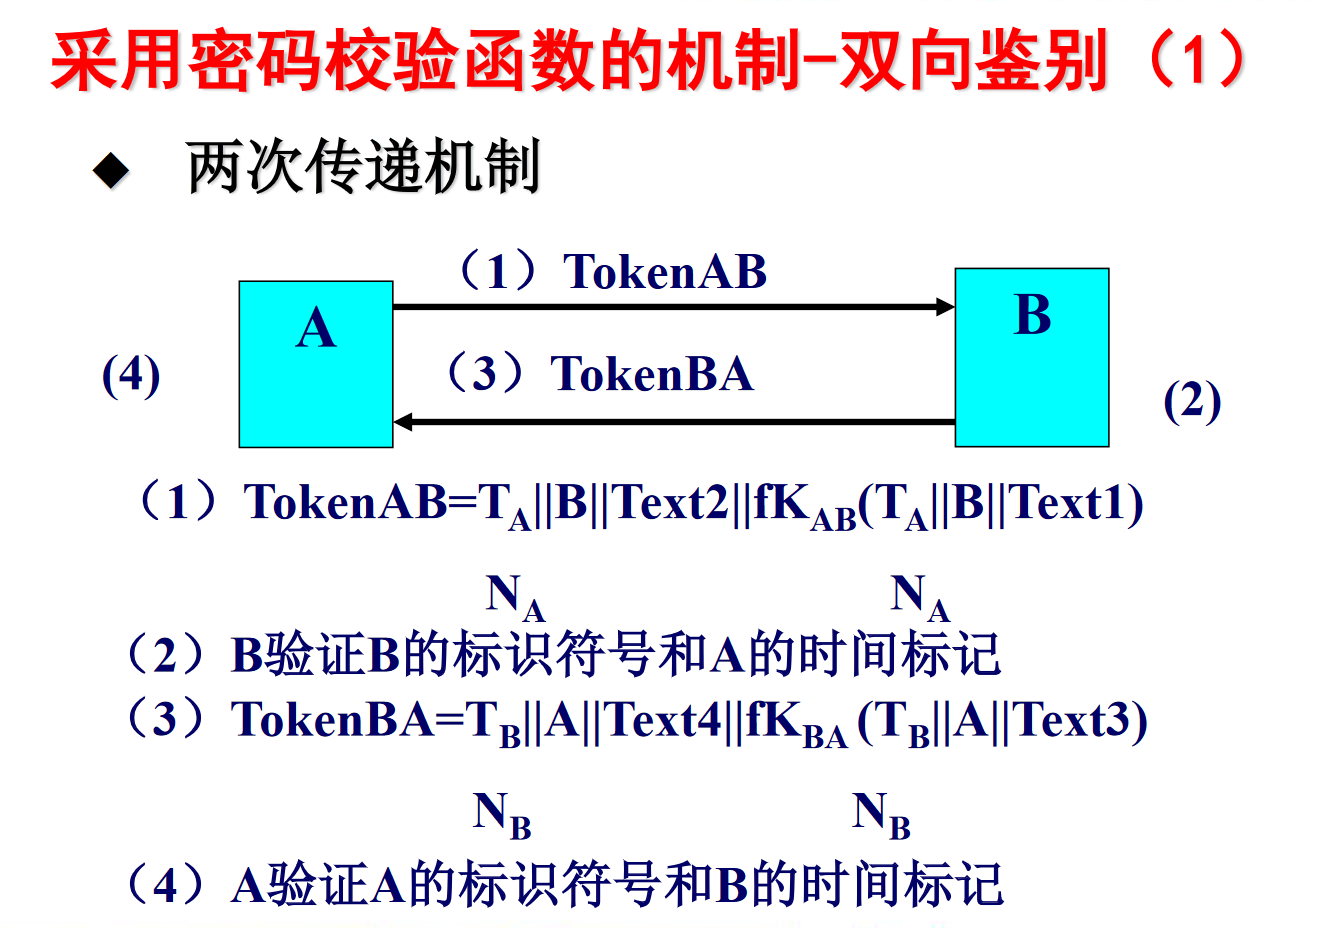 采用密码校验函数的机制-双向鉴别（1）
◆ 两次传递机制
（1）TokenAB
A
B
(4)
（3）TokenBA
(2)
（1）TokenAB=T_A||B||Text2||fK_AB(T_A||B||Text1)
N_A N_A
（2）B验证B的标识符号和A的时间标记
（3）TokenBA=T_B||A||Text4||fK_BA (T_B||A||Text3)
N_B N_B
（4）A验证A的标识符号和B的时间标记